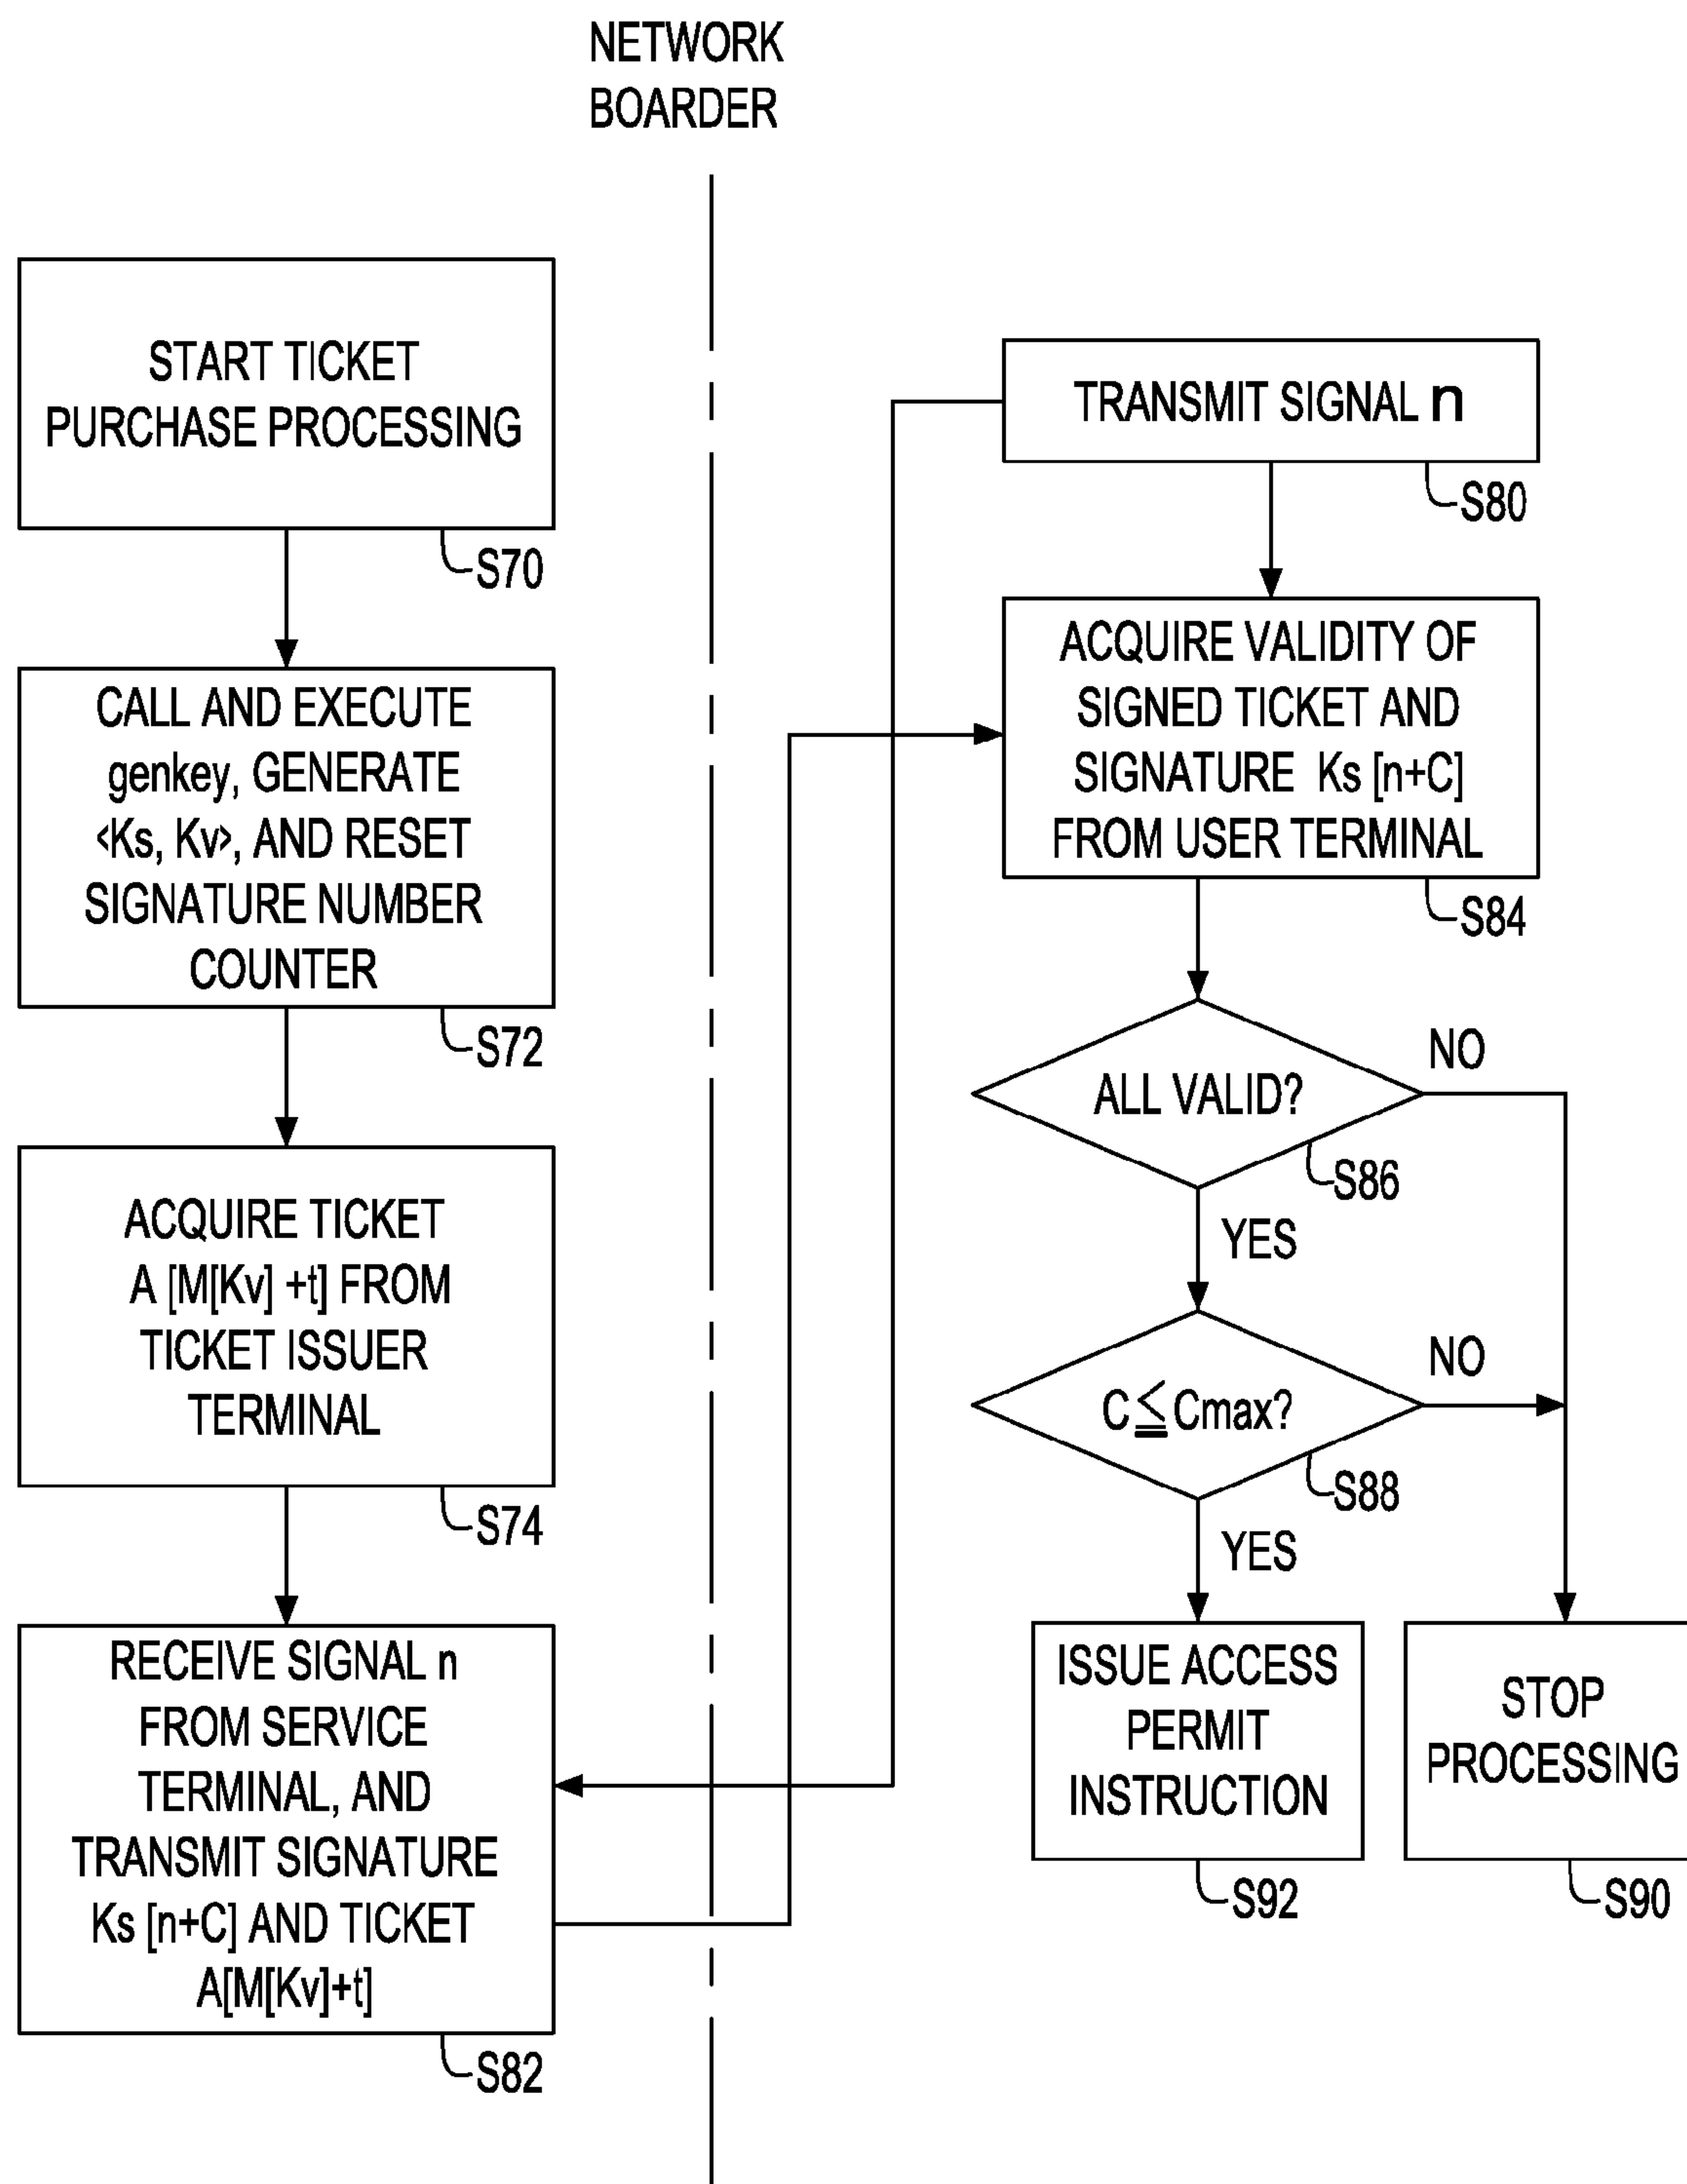 NETWORK
BOARDER
START TICKET
PURCHASE PROCESSING
S70
CALL AND EXECUTE
genkey, GENERATE
<Ks, Kv>, AND RESET
SIGNATURE NUMBER
COUNTER
S72
ACQUIRE TICKET
A [M[Kv] +t] FROM
TICKET ISSUER
TERMINAL
S74
RECEIVE SIGNAL n
FROM SERVICE
TERMINAL, AND
TRANSMIT SIGNATURE
Ks [n+C] AND TICKET
A[M[Kv]+t]
S82
TRANSMIT SIGNAL n
S80
ACQUIRE VALIDITY OF
SIGNED TICKET AND
SIGNATURE Ks [n+C]
FROM USER TERMINAL
S84
ALL VALID?
NO
S86
YES
C≦Cmax?
NO
S88
YES
ISSUE ACCESS
PERMIT
INSTRUCTION
S92
STOP
PROCESSING
S90